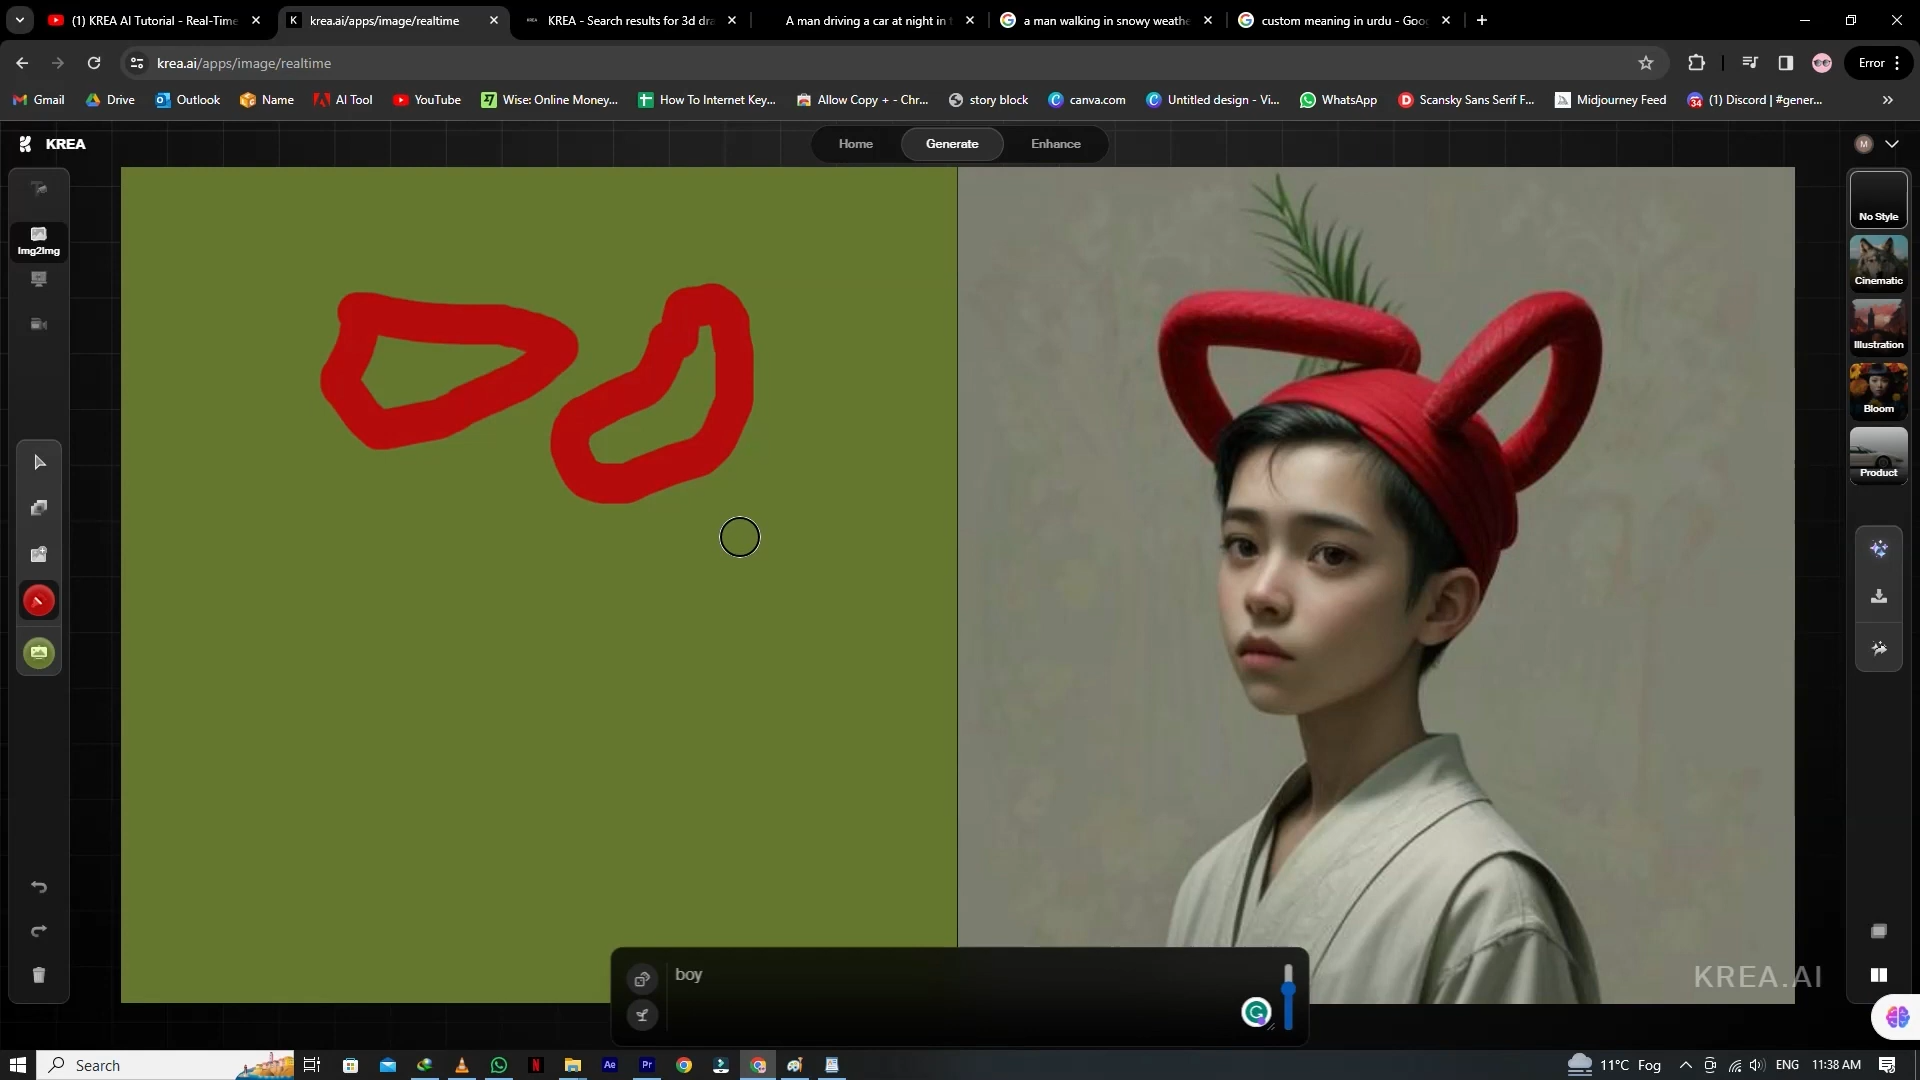 (1) KREA AI Tutorial - Real-Time
krea.ai/apps/image/realtime
KREA - Search results for 3d dra
A man driving a car at night in t
a man walking in snowy weathe
custom meaning in urdu - Goo
krea.ai/apps/image/realtime
Error
Gmail
Drive
Outlook
Name
AI Tool
YouTube
Wise: Online Money...
How To Internet Key...
Allow Copy + - Chr...
story block
canva.com
Untitled design - Vi...
WhatsApp
Scansky Sans Serif F...
Midjourney Feed
(1) Discord | #gener...
KREA
Home
Generate
Enhance
M
Img2Img
No Style
Cinematic
Illustration
Bloom
Product
boy
KREA.AI
Search
Ae
Pr
11°C Fog
ENG
11:38 AM